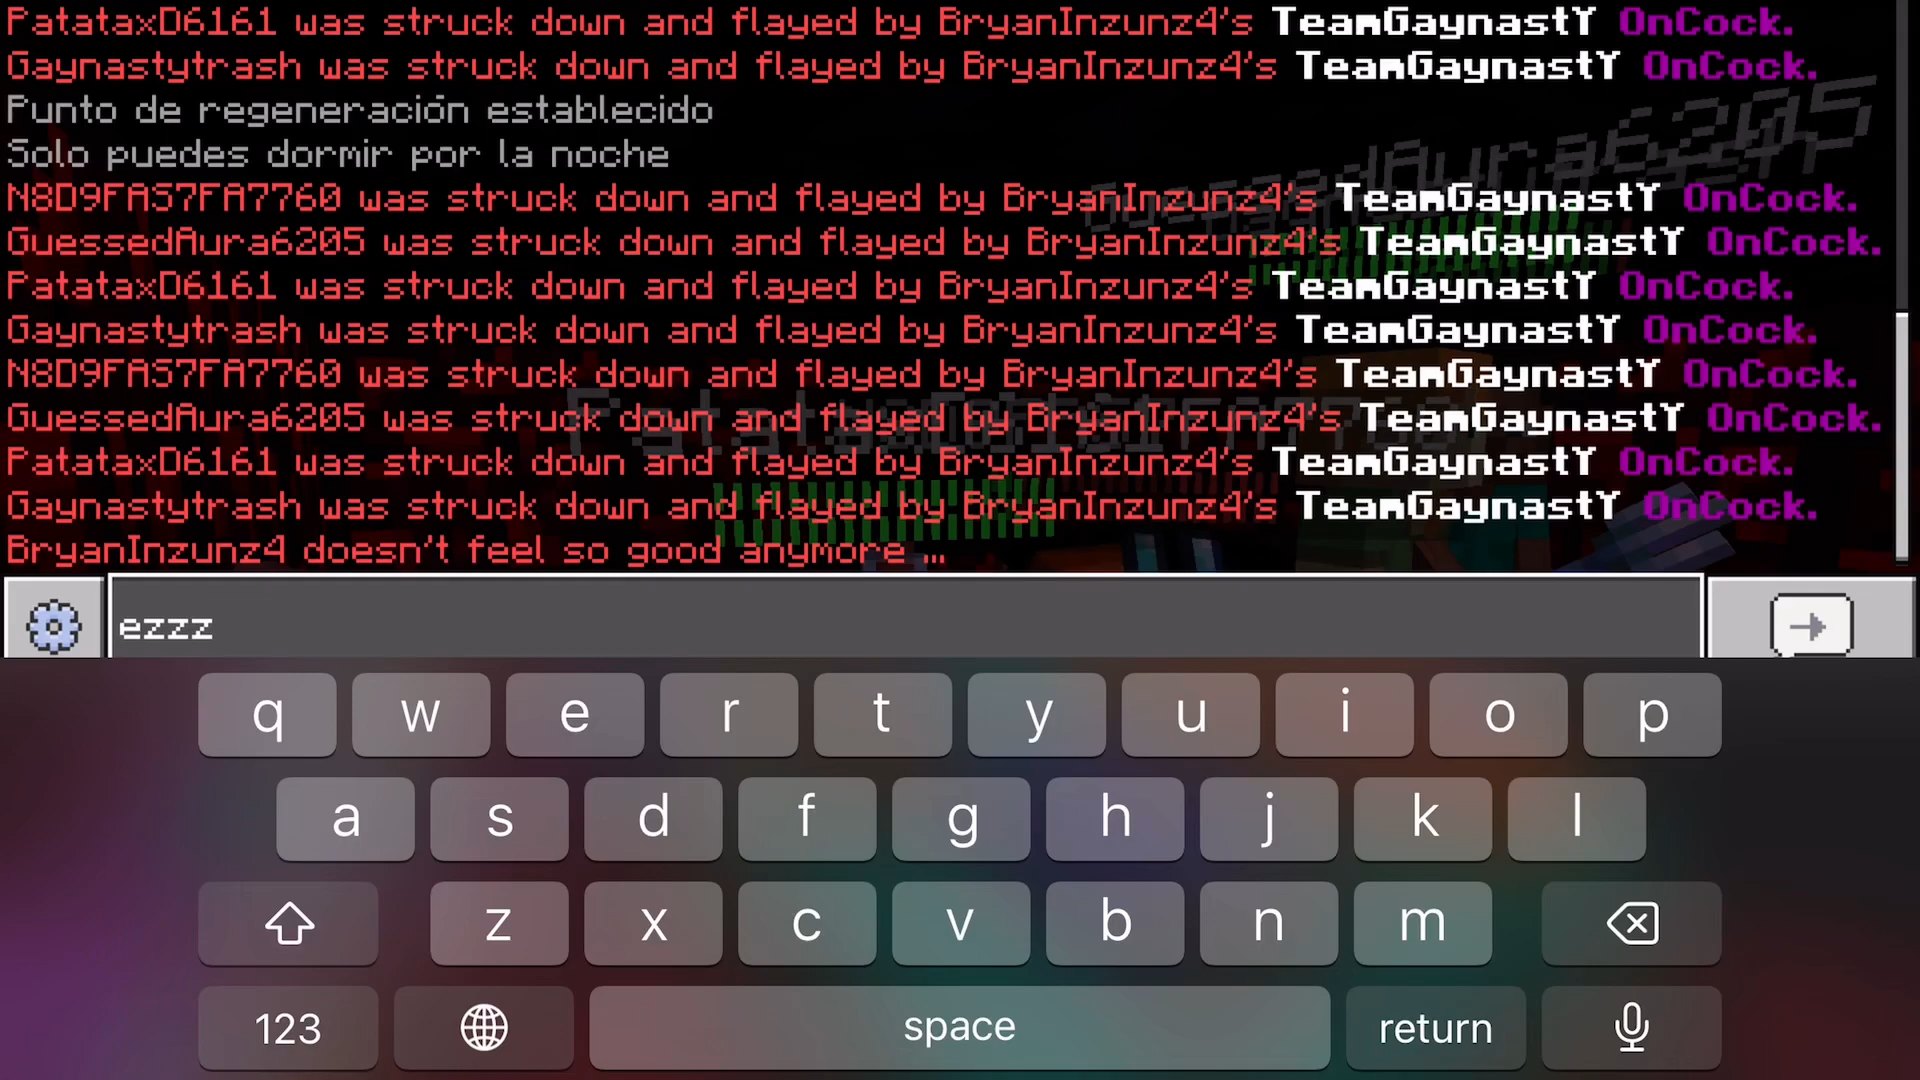 PatataxD6161 was struck down and flayed by BryanInzunz4's TeamGaynastY OnCock.
Gaynastytrash was struck down and flayed by BryanInzunz4's TeamGaynastY OnCock.
Punto de regeneración establecido
Solo puedes dormir por la noche
N8D9FA57FA7760 was struck down and flayed by BryanInzunz4's TeamGaynastY OnCock.
GuessedAura6205 was struck down and flayed by BryanInzunz4's TeamGaynastY OnCock.
PatataxD6161 was struck down and flayed by BryanInzunz4's TeamGaynastY OnCock.
Gaynastytrash was struck down and flayed by BryanInzunz4's TeamGaynastY OnCock.
N8D9FA57FA7760 was struck down and flayed by BryanInzunz4's TeamGaynastY OnCock.
GuessedAura6205 was struck down and flayed by BryanInzunz4's TeamGaynastY OnCock.
PatataxD6161 was struck down and flayed by BryanInzunz4's TeamGaynastY OnCock.
Gaynastytrash was struck down and flayed by BryanInzunz4's TeamGaynastY OnCock.
BryanInzunz4 doesn't feel so good anymore ...
ezzz
q w e r t y u i o p
a s d f g h j k l
z x c v b n m
123 space return
GuessedAura6205